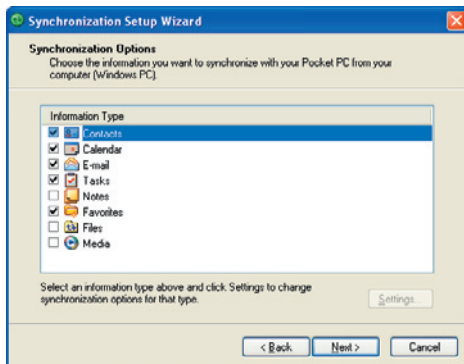 Synchronization Setup Wizard
Synchronization Options
Choose the information you want to synchronize with your Pocket PC from your
computer (Windows PC).
Information Type
Contacts
Calendar
E-mail
Tasks
Notes
Favorites
Files
Media
Select an information type above and click Settings to change
synchronization options for that type.
Settings...
< Back
Next >
Cancel